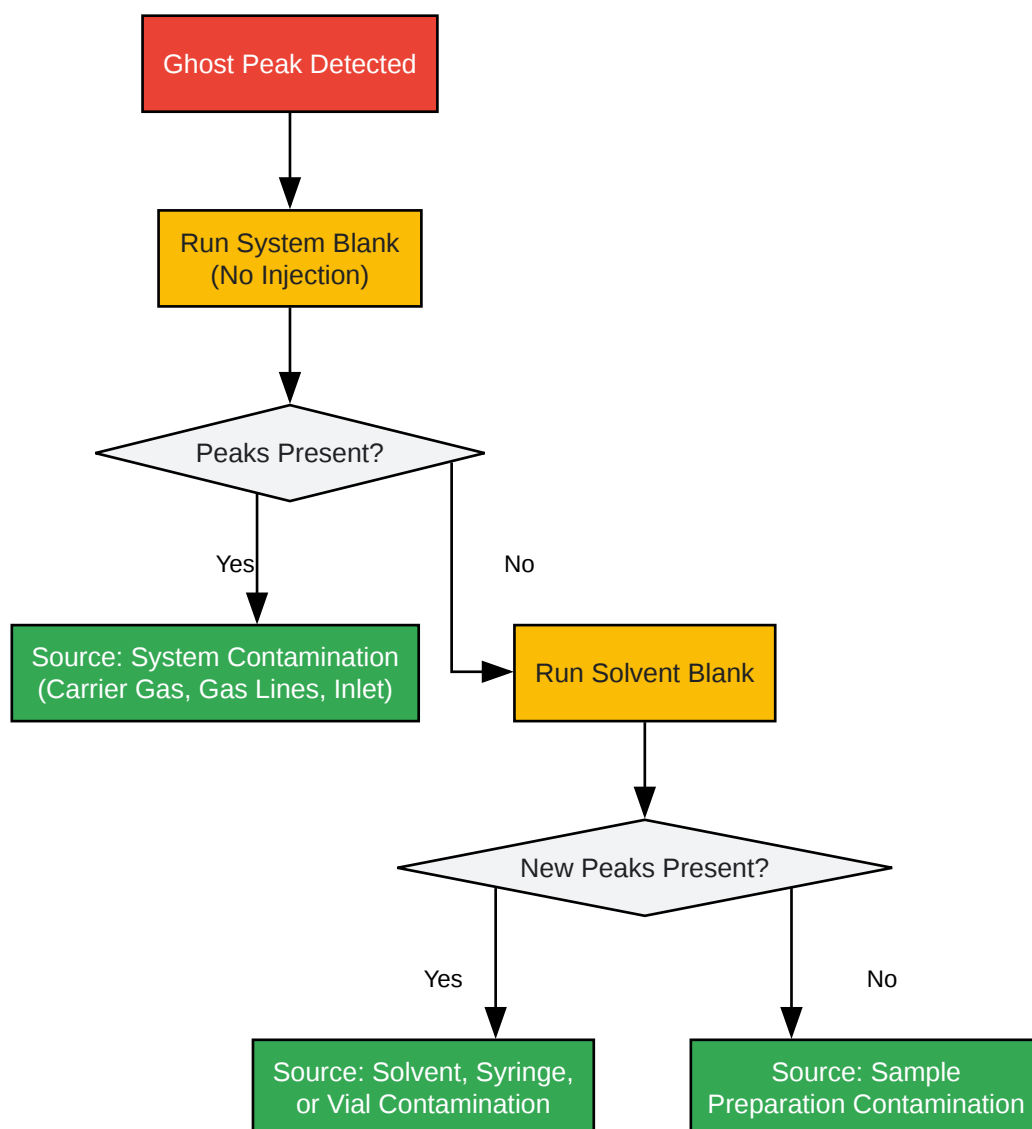 Ghost Peak Detected
Run System Blank
(No Injection)
Peaks Present?
Yes
No
Source: System Contamination
(Carrier Gas, Gas Lines, Inlet)
Run Solvent Blank
New Peaks Present?
Yes
No
Source: Solvent, Syringe,
or Vial Contamination
Source: Sample
Preparation Contamination